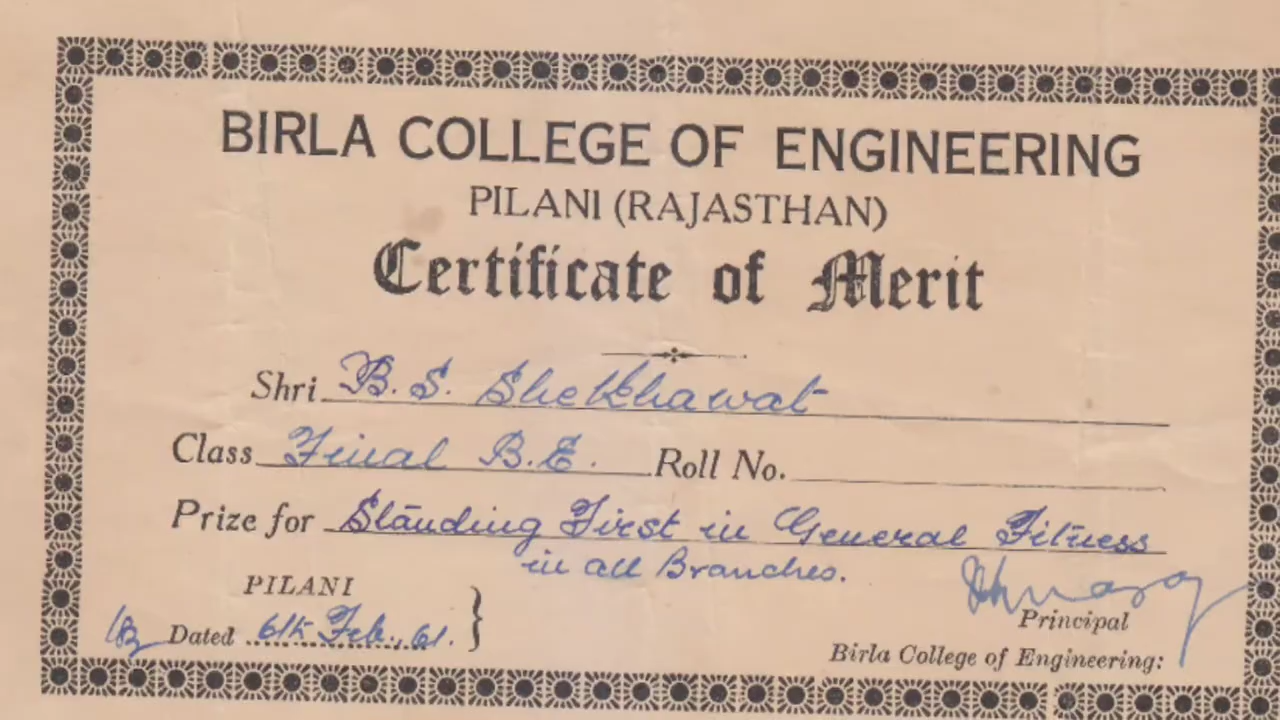 BIRLA COLLEGE OF ENGINEERING
PILANI (RAJASTHAN)
Certificate of Merit
Shri B. S. Shekhawat
Class Final B.E. Roll No.
Prize for Standing First in General Fitness
in all Branches.
PILANI
Dated 6th Feb., 61.
Principal
Birla College of Engineering: